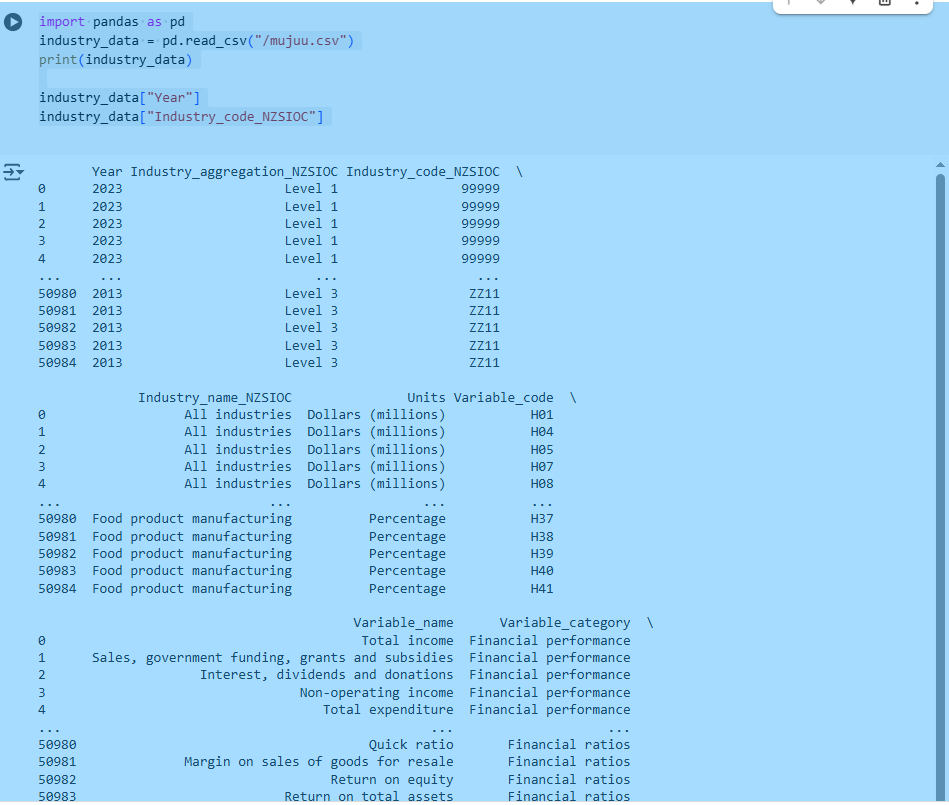 import pandas as pd
industry_data = pd.read_csv("/mujuu.csv")
print(industry_data)
industry_data["Year"]
industry_data["Industry_code_NZSIOC"]
Year Industry_aggregation_NZSIOC Industry_code_NZSIOC \
0 2023 Level 1 99999
1 2023 Level 1 99999
2 2023 Level 1 99999
3 2023 Level 1 99999
4 2023 Level 1 99999
... ... ... ...
50980 2013 Level 3 ZZ11
50981 2013 Level 3 ZZ11
50982 2013 Level 3 ZZ11
50983 2013 Level 3 ZZ11
50984 2013 Level 3 ZZ11
Industry_name_NZSIOC Units Variable_code \
0 All industries Dollars (millions) H01
1 All industries Dollars (millions) H04
2 All industries Dollars (millions) H05
3 All industries Dollars (millions) H07
4 All industries Dollars (millions) H08
... ... ... ...
50980 Food product manufacturing Percentage H37
50981 Food product manufacturing Percentage H38
50982 Food product manufacturing Percentage H39
50983 Food product manufacturing Percentage H40
50984 Food product manufacturing Percentage H41
Variable_name Variable_category \
0 Total income Financial performance
1 Sales, government funding, grants and subsidies Financial performance
2 Interest, dividends and donations Financial performance
3 Non-operating income Financial performance
4 Total expenditure Financial performance
... ... ...
50980 Quick ratio Financial ratios
50981 Margin on sales of goods for resale Financial ratios
50982 Return on equity Financial ratios
50983 Return on total assets Financial ratios